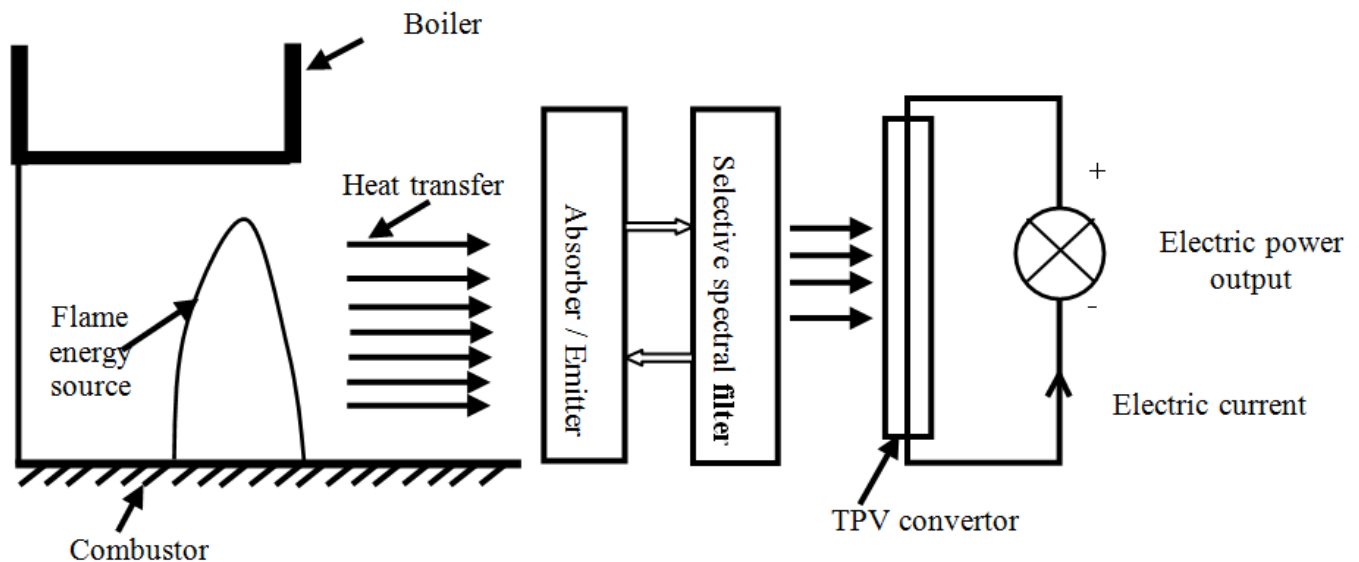 Boiler
Heat transfer
Flame
energy
source
Absorber / Emitter
Selective spectral filter
+
-
Electric power
output
Electric current
TPV convertor
Combustor